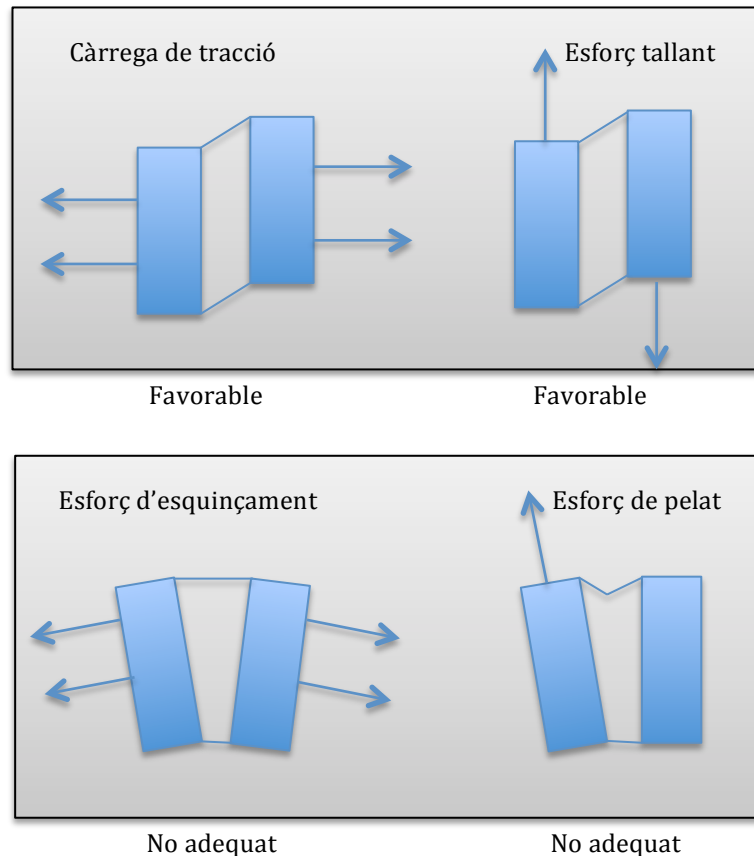 Càrrega de tracció
Esforç tallant
Favorable
Favorable
Esforç d’esquinçament
Esforç de pelat
No adequat
No adequat